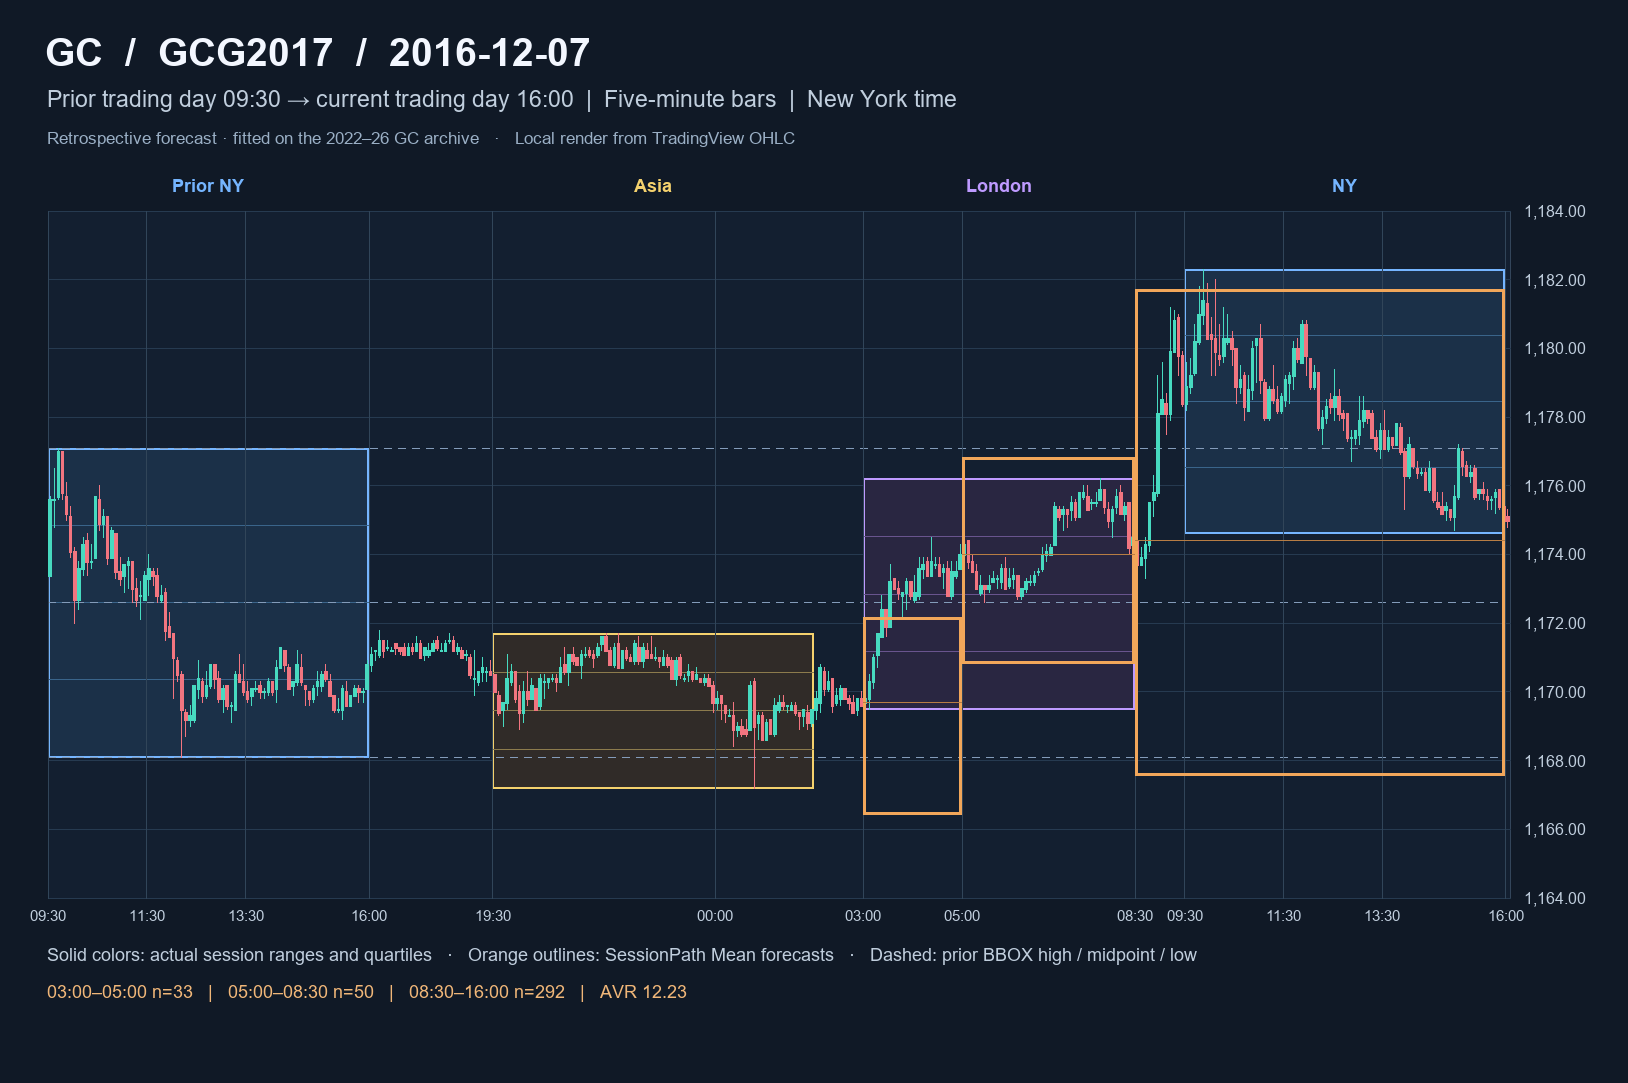 GC / GCG2017 / 2016-12-07
Prior trading day 09:30 → current trading day 16:00 | Five-minute bars | New York time
Retrospective forecast · fitted on the 2022–26 GC archive · Local render from TradingView OHLC
Prior NY Asia London NY
1,184.00
1,182.00
1,180.00
1,178.00
1,176.00
1,174.00
1,172.00
1,170.00
1,168.00
1,166.00
1,164.00
09:30 11:30 13:30 16:00 19:30 00:00 03:00 05:00 08:30 09:30 11:30 13:30 16:00
Solid colors: actual session ranges and quartiles · Orange outlines: SessionPath Mean forecasts · Dashed: prior BBOX high / midpoint / low
03:00–05:00 n=33 | 05:00–08:30 n=50 | 08:30–16:00 n=292 | AVR 12.23